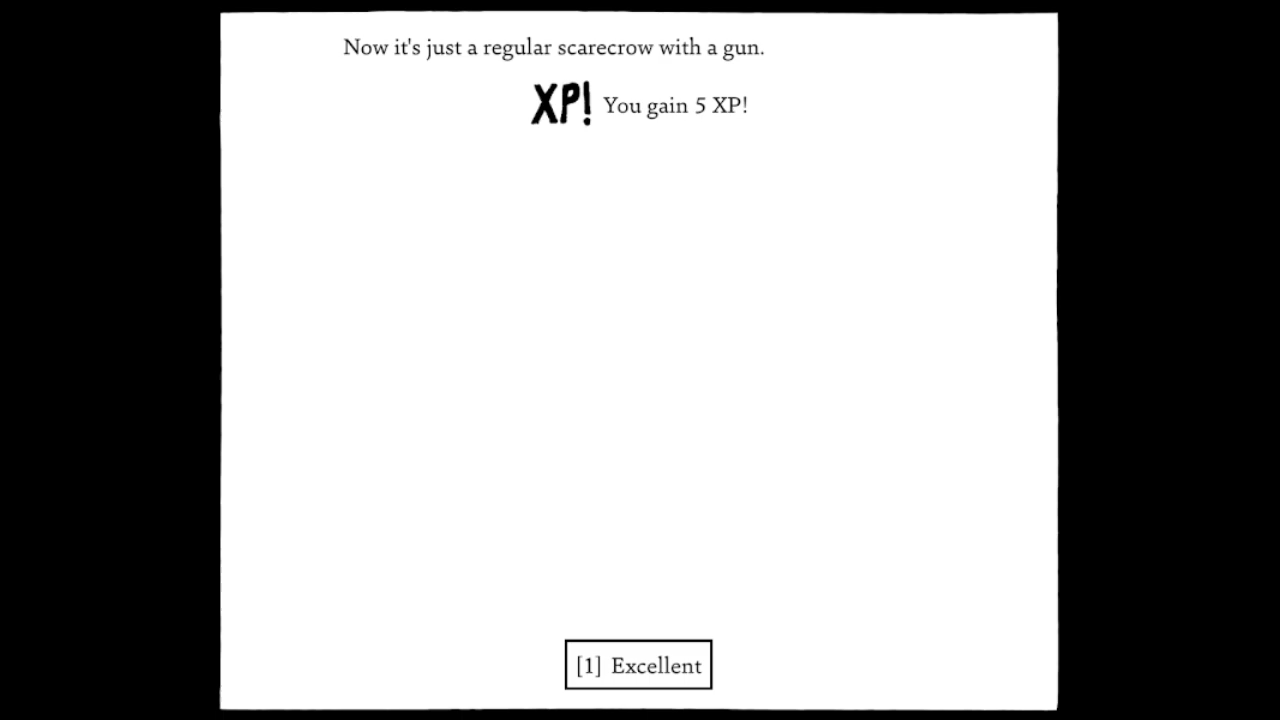 Now it's just a regular scarecrow with a gun.
XP! You gain 5 XP!
[1] Excellent